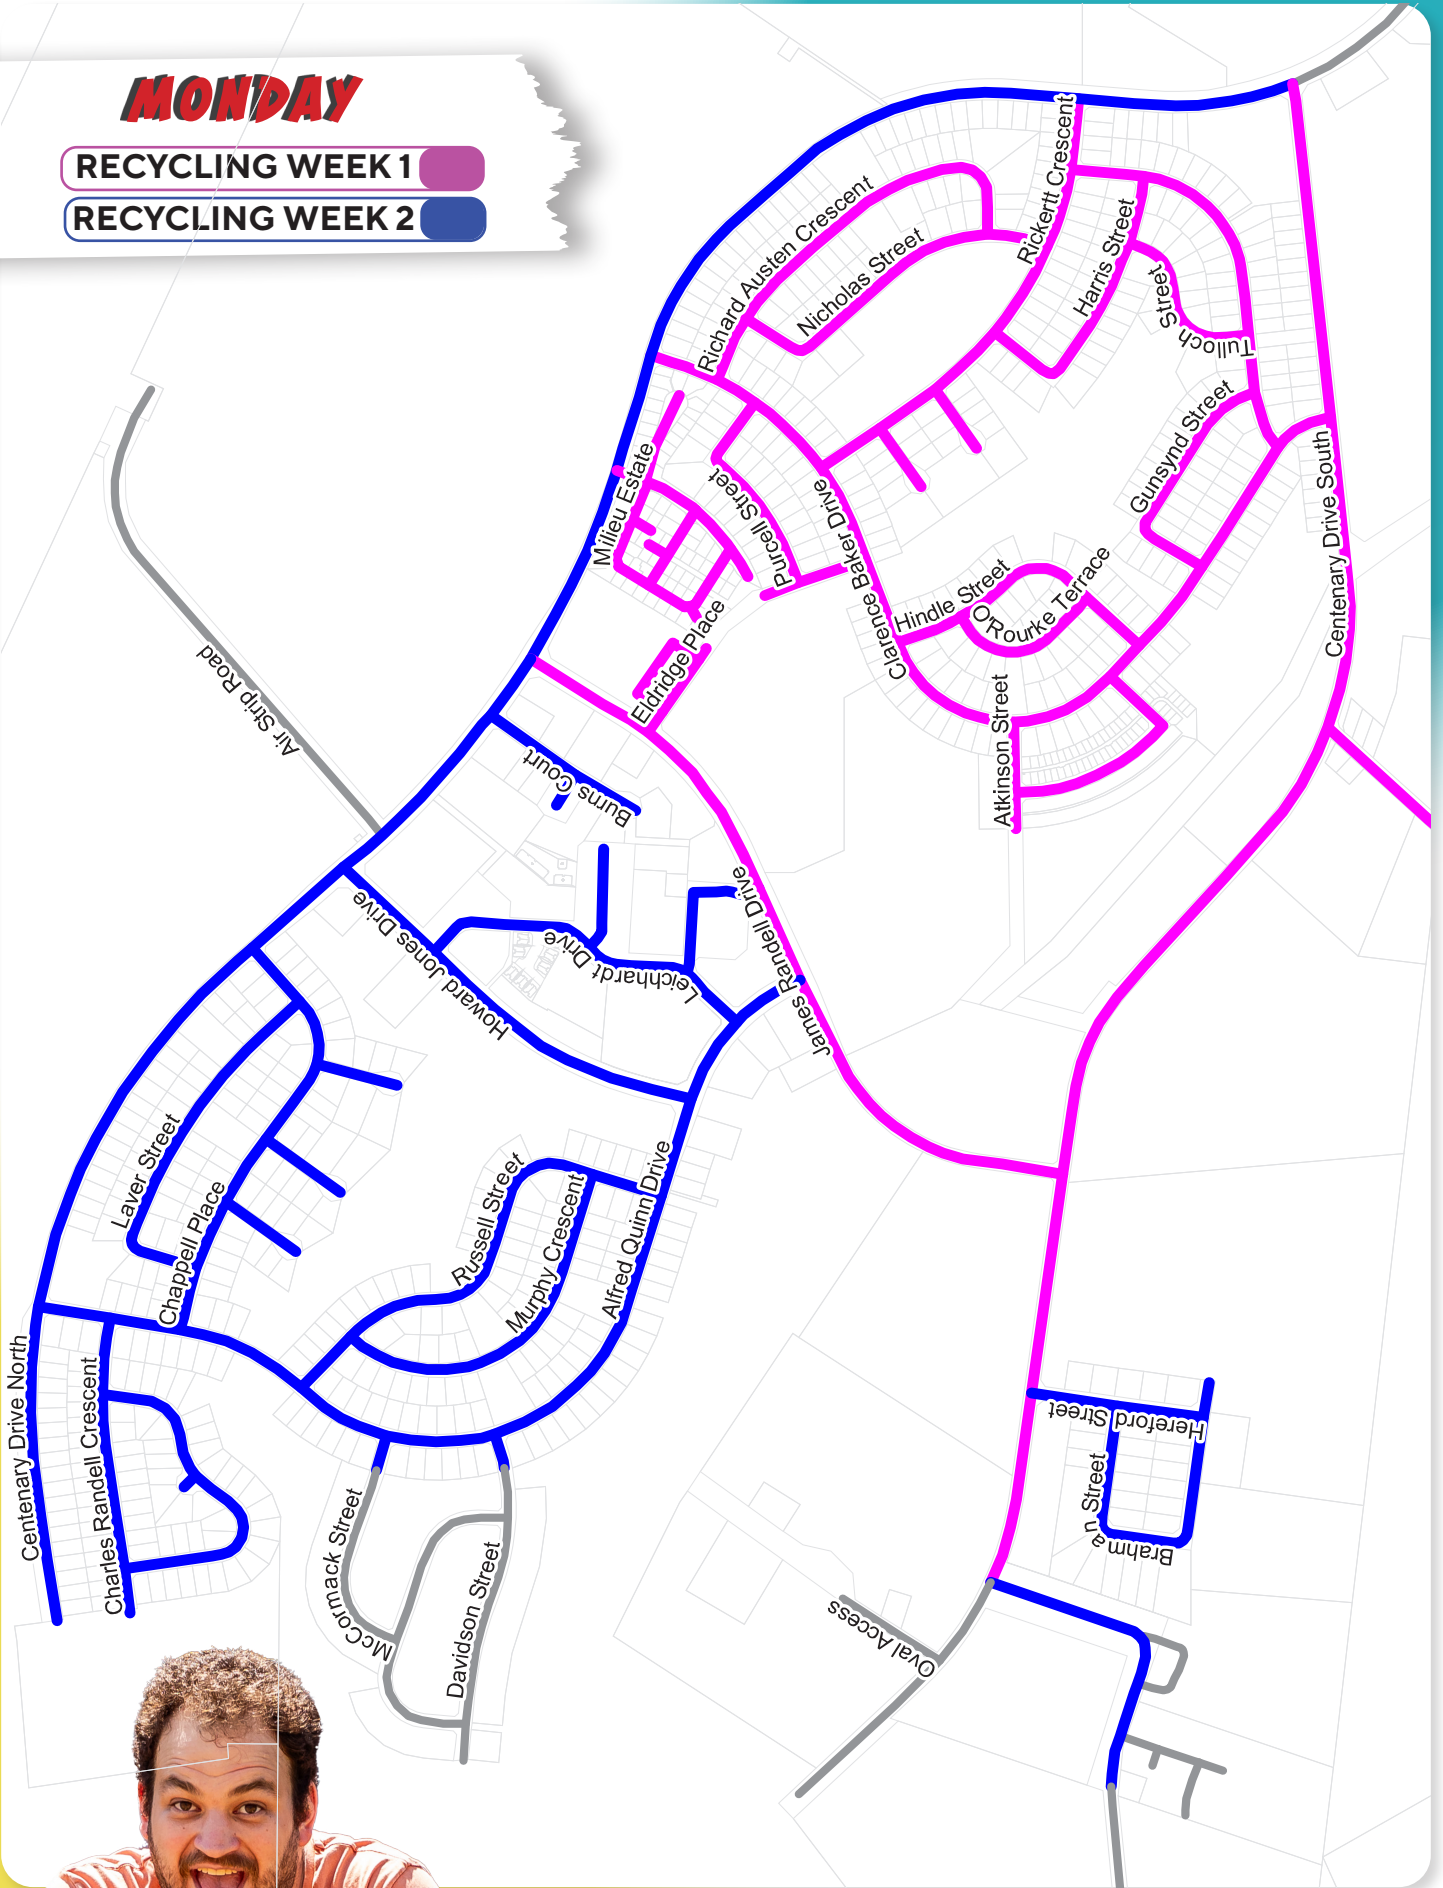 MONDAY
RECYCLING WEEK 1
RECYCLING WEEK 2
Rickertt Crescent
Richard Austen Crescent
Nicholas Street
Harris Street
Tulloch Street
Gunsynd Street
Centenary Drive South
Milieu Estate
Purcell Street
Clarence Baker Drive
Hindle Street
O'Rourke Terrace
Eldridge Place
Atkinson Street
Air Strip Road
Burns Court
Howard Jones Drive
Leichhardt Drive
James Randell Drive
Laver Street
Chappell Place
Russell Street
Murphy Crescent
Alfred Quinn Drive
Centenary Drive North
Charles Randell Crescent
McCormack Street
Davidson Street
Hereford Street
Brahman Street
Oval Access